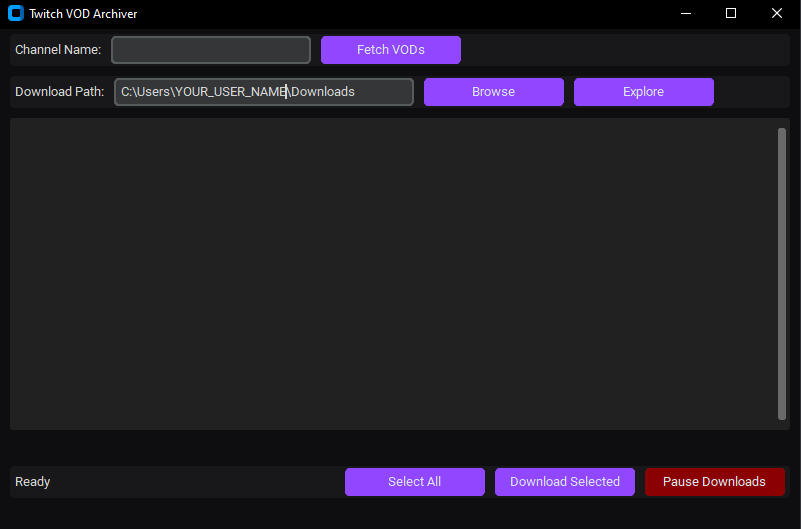 Twitch VOD Archiver
Channel Name: Fetch VODs
Download Path: C:\Users\YOUR_USER_NAME\Downloads Browse Explore
Ready Select All Download Selected Pause Downloads